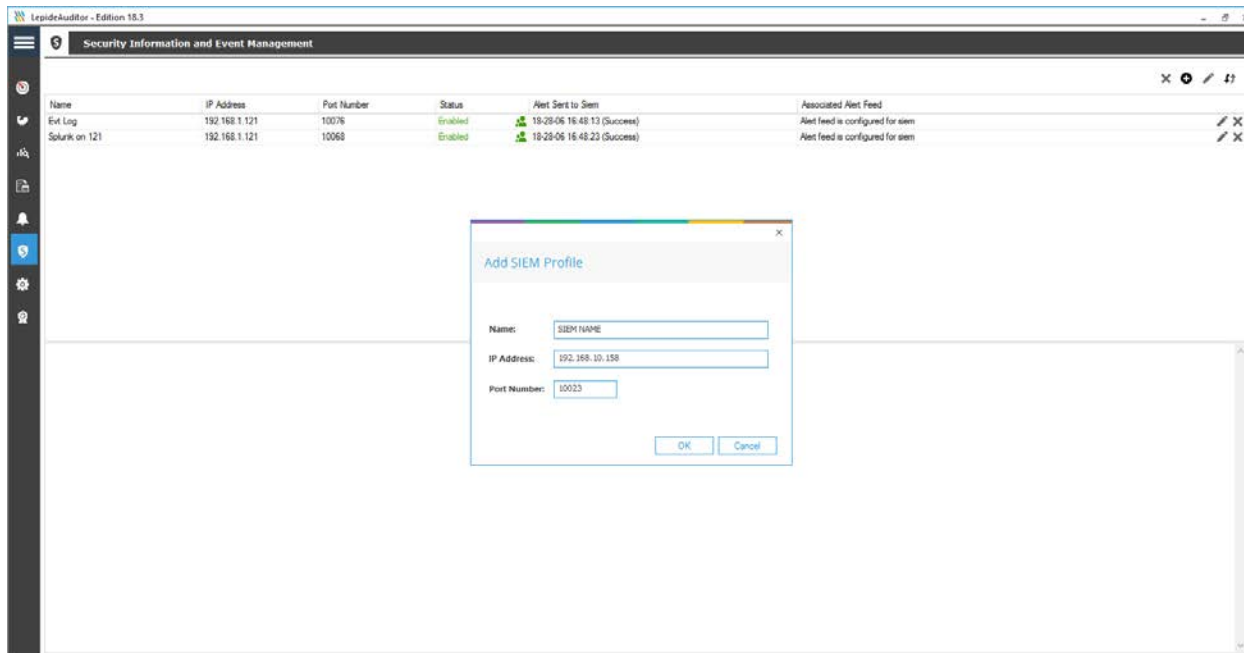 LepideAuditor - Edition 18.3
Security Information and Event Management
Name IP Address Port Number Status Alert Sent to Siem Associated Alert Feed
Evt Log 192.168.1.121 10076 Enabled 18-28-06 16:48:13 (Success) Alert feed is configured for siem
Splunk on 121 192.168.1.121 10068 Enabled 18-28-06 16:48:23 (Success) Alert feed is configured for siem
Add SIEM Profile
Name: SIEM NAME
IP Address: 192.168.10.158
Port Number: 10023
OK Cancel